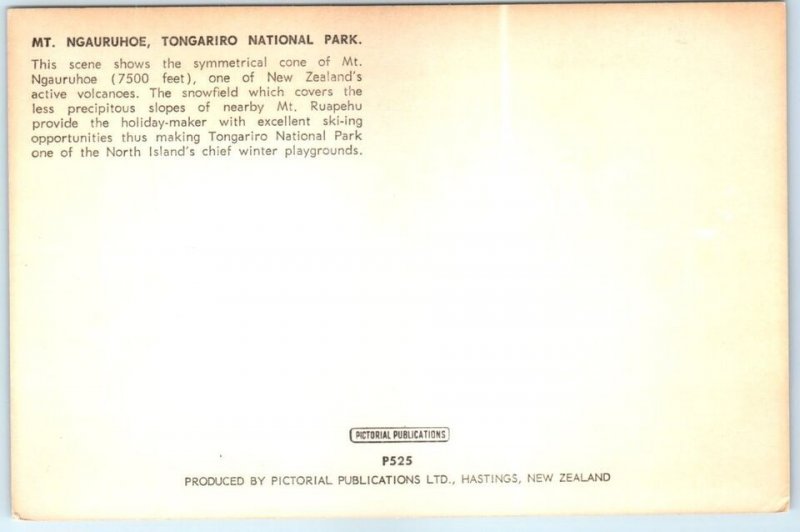 MT. NGAURUHOE, TONGARIRO NATIONAL PARK.
This scene shows the symmetrical cone of Mt.
Ngauruhoe (7500 feet), one of New Zealand's
active volcanoes. The snowfield which covers the
less precipitous slopes of nearby Mt. Ruapehu
provide the holiday-maker with excellent ski-ing
opportunities thus making Tongariro National Park
one of the North Island's chief winter playgrounds.
PICTORIAL PUBLICATIONS
P525
PRODUCED BY PICTORIAL PUBLICATIONS LTD., HASTINGS, NEW ZEALAND